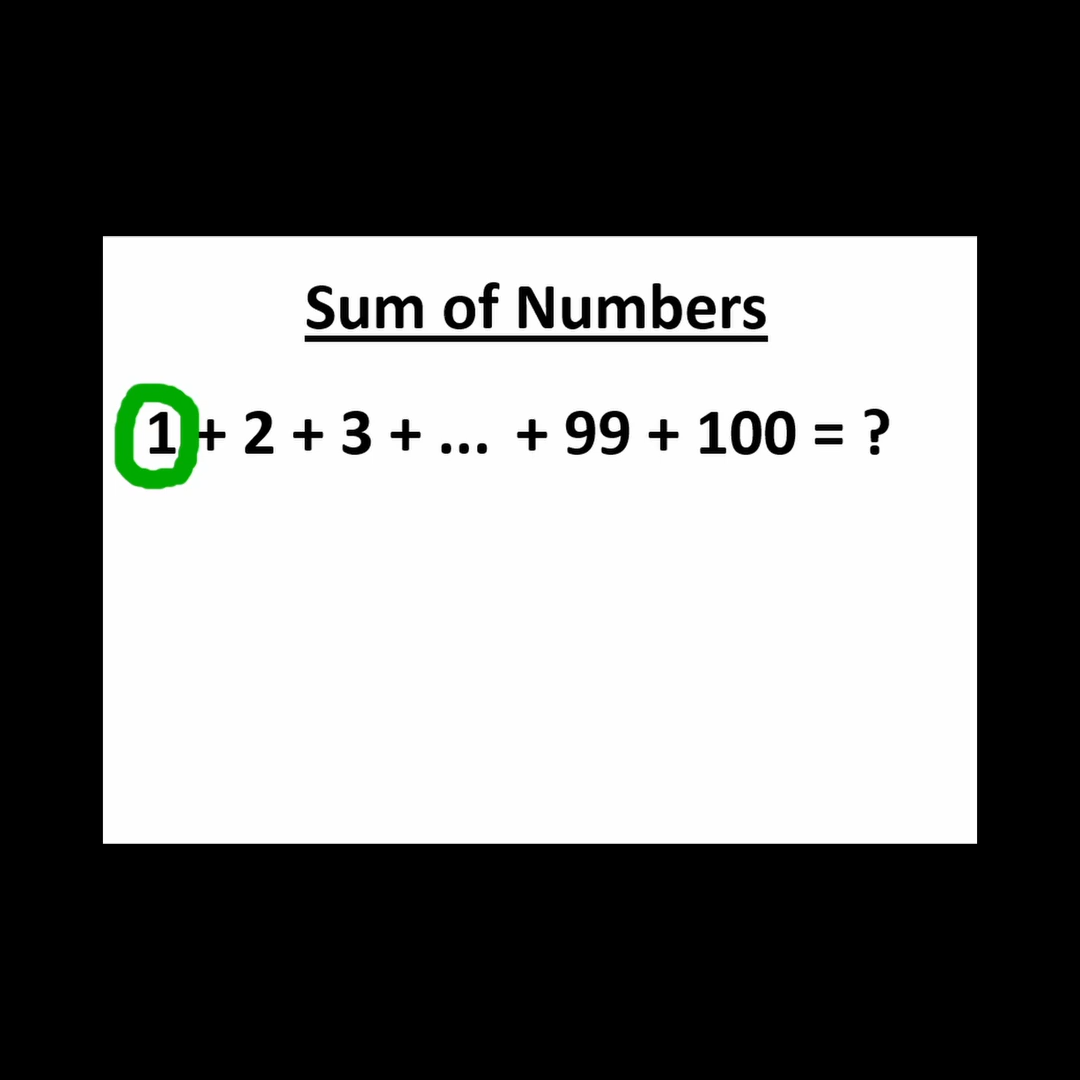 Sum of Numbers
1 + 2 + 3 + ... + 99 + 100 = ?